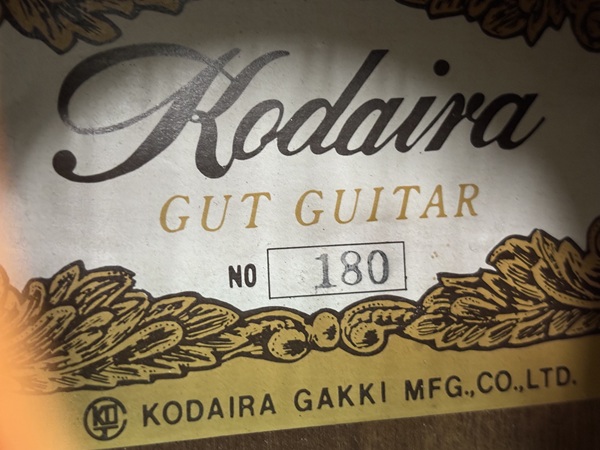 Kodaira
GUT GUITAR
NO 180
KODAIRA GAKKI MFG.,CO.,LTD.